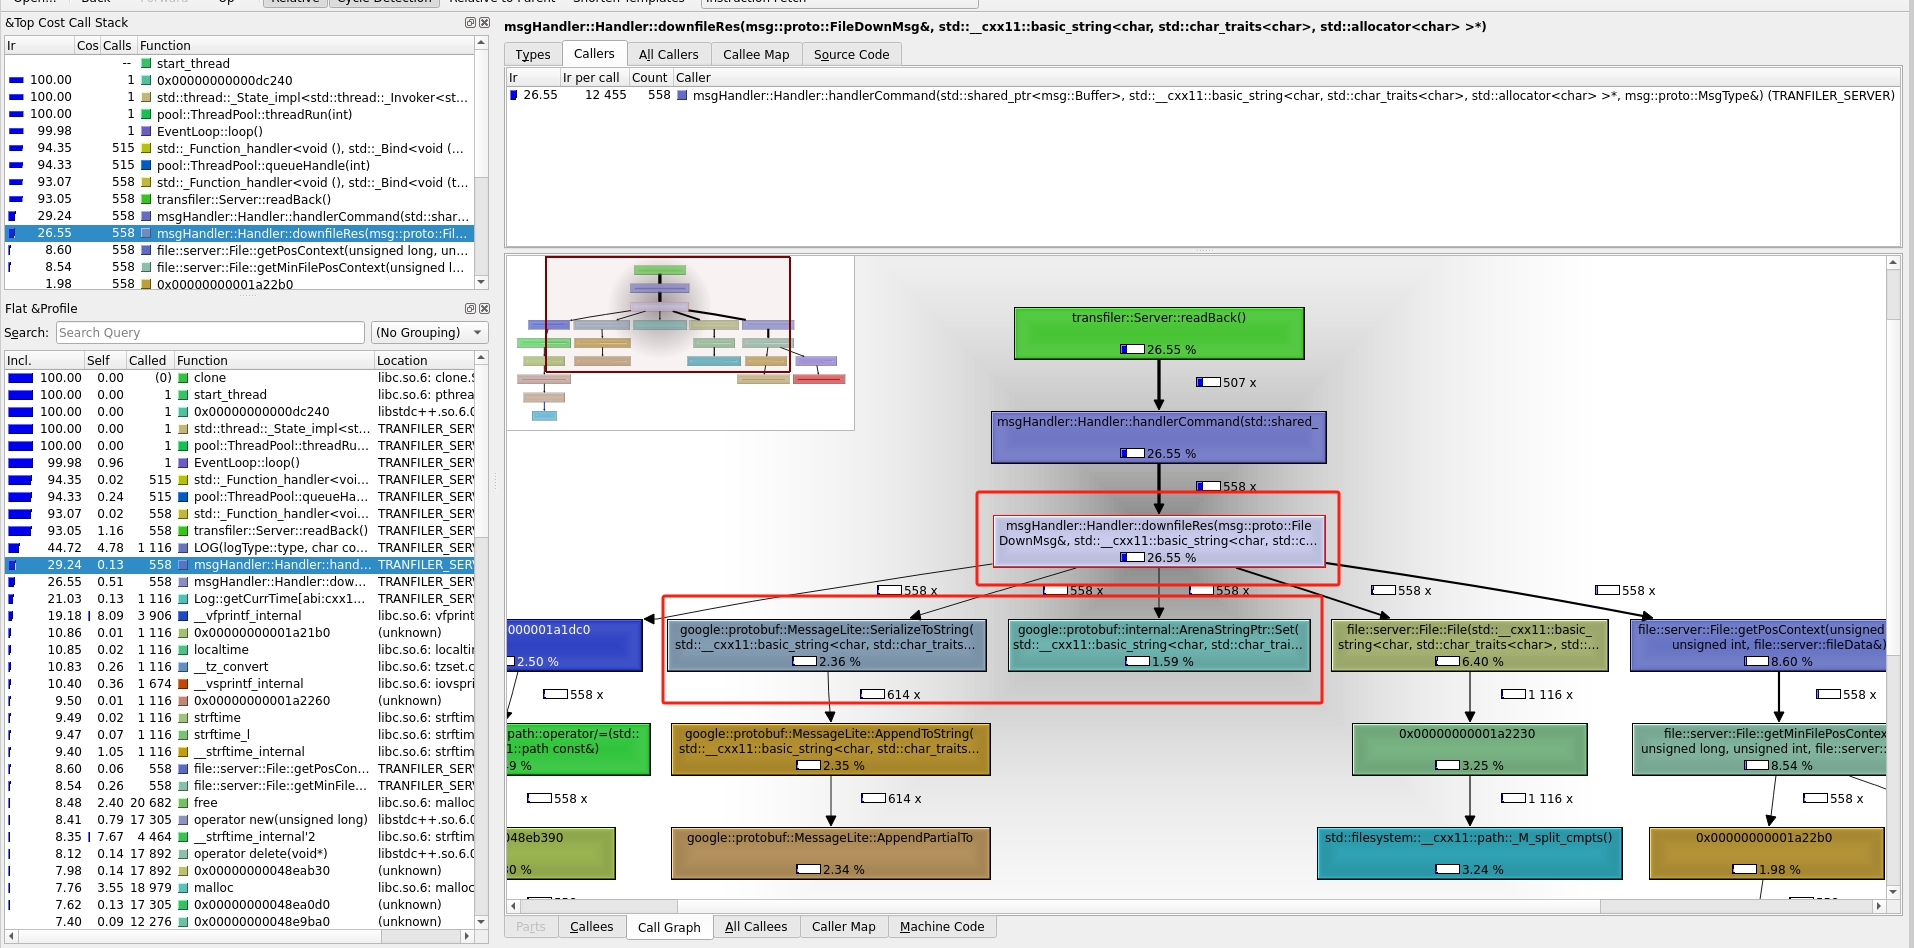 Relative
Cycle Detection
Relative to Parent
Shorten Templates
Instruction Fetch
&Top Cost Call Stack
Ir Cos Calls Function
-- start_thread
100.00 1 0x00000000000dc240
100.00 1 std::thread::_State_impl<std::thread::_Invoker<st...
100.00 1 pool::ThreadPool::threadRun(int)
99.98 1 EventLoop::loop()
94.35 515 std::_Function_handler<void (), std::_Bind<void (...
94.33 515 pool::ThreadPool::queueHandle(int)
93.07 558 std::_Function_handler<void (), std::_Bind<void (t...
93.05 558 transfiler::Server::readBack()
29.24 558 msgHandler::Handler::handlerCommand(std::shar...
26.55 558 msgHandler::Handler::downfileRes(msg::proto::Fil...
8.60 558 file::server::File::getPosContext(unsigned long, un...
8.54 558 file::server::File::getMinFilePosContext(unsigned l...
1.98 558 0x00000000001a22b0
Flat &Profile
Search: Search Query (No Grouping)
Incl. Self Called Function Location
100.00 0.00 (0) clone libc.so.6: clone.S
100.00 0.00 1 start_thread libc.so.6: pthrea
100.00 0.00 1 0x00000000000dc240 libstdc++.so.6.0
100.00 0.00 1 std::thread::_State_impl<st... TRANFILER_SERV
100.00 0.00 1 pool::ThreadPool::threadRu... TRANFILER_SERV
99.98 0.96 1 EventLoop::loop() TRANFILER_SERV
94.35 0.02 515 std::_Function_handler<voi... TRANFILER_SERV
94.33 0.24 515 pool::ThreadPool::queueHa... TRANFILER_SERV
93.07 0.02 558 std::_Function_handler<voi... TRANFILER_SERV
93.05 1.16 558 transfiler::Server::readBack() TRANFILER_SERV
44.72 4.78 1 116 LOG(logType::type, char co... TRANFILER_SERV
29.24 0.13 558 msgHandler::Handler::hand... TRANFILER_SERV
26.55 0.51 558 msgHandler::Handler::dow... TRANFILER_SERV
21.03 0.13 1 116 Log::getCurrTime[abi:cxx1... TRANFILER_SERV
19.18 8.09 3 906 __vfprintf_internal libc.so.6: vfprint
10.86 0.01 1 116 0x00000000001a21b0 (unknown)
10.85 0.02 1 116 localtime libc.so.6: localtir
10.83 0.26 1 116 __tz_convert libc.so.6: tzset.c
10.40 0.36 1 674 __vsprintf_internal libc.so.6: iovspri
9.50 0.01 1 116 0x00000000001a2260 (unknown)
9.49 0.02 1 116 strftime libc.so.6: strftim
9.47 0.07 1 116 strftime_l libc.so.6: strftim
9.40 1.05 1 116 __strftime_internal libc.so.6: strftim
8.60 0.06 558 file::server::File::getPosCon... TRANFILER_SERV
8.54 0.26 558 file::server::File::getMinFile... TRANFILER_SERV
8.48 2.40 20 682 free libc.so.6: malloc
8.41 0.79 17 305 operator new(unsigned long) libstdc++.so.6.0
8.35 7.67 4 464 __strftime_internal'2 libc.so.6: strftim
8.12 0.14 17 892 operator delete(void*) libstdc++.so.6.0
7.98 0.14 17 892 0x00000000048eab30 (unknown)
7.76 3.55 18 979 malloc libc.so.6: malloc
7.62 0.13 17 305 0x00000000048ea0d0 (unknown)
7.40 0.09 12 276 0x00000000048e9ba0 (unknown)
msgHandler::Handler::downfileRes(msg::proto::FileDownMsg&, std::__cxx11::basic_string<char, std::char_traits<char>, std::allocator<char> >*)
Types Callers All Callers Callee Map Source Code
Ir Ir per call Count Caller
26.55 12 455 558 msgHandler::Handler::handlerCommand(std::shared_ptr<msg::Buffer>, std::__cxx11::basic_string<char, std::char_traits<char>, std::allocator<char> >*, msg::proto::MsgType&) (TRANFILER_SERVER)
transfiler::Server::readBack()
26.55 %
507 x
msgHandler::Handler::handlerCommand(std::shared_
26.55 %
558 x
msgHandler::Handler::downfileRes(msg::proto::File
DownMsg&, std::__cxx11::basic_string<char, std::c...
26.55 %
558 x 558 x 558 x 558 x 558 x
000001a1dc0
2.50 %
google::protobuf::MessageLite::SerializeToString(
std::__cxx11::basic_string<char, std::char_traits...
2.36 %
google::protobuf::internal::ArenaStringPtr::Set(
std::__cxx11::basic_string<char, std::char_trai...
1.59 %
file::server::File::File(std::__cxx11::basic_
string<char, std::char_traits<char>, std::...
6.40 %
file::server::File::getPosContext(unsigned
unsigned int, file::server::fileData&)
8.60 %
558 x 614 x 1 116 x 558 x
path::operator/=(std::
1::path const&)
9 %
google::protobuf::MessageLite::AppendToString(
std::__cxx11::basic_string<char, std::char_traits...
2.35 %
0x00000000001a2230
3.25 %
file::server::File::getMinFilePosContex
unsigned long, unsigned int, file::server::
8.54 %
558 x 614 x 1 116 x 558 x
048eb390
0 %
google::protobuf::MessageLite::AppendPartialTo
2.34 %
std::filesystem::__cxx11::path::_M_split_cmpts()
3.24 %
0x00000000001a22b0
1.98 %
Parts Callees Call Graph All Callees Caller Map Machine Code